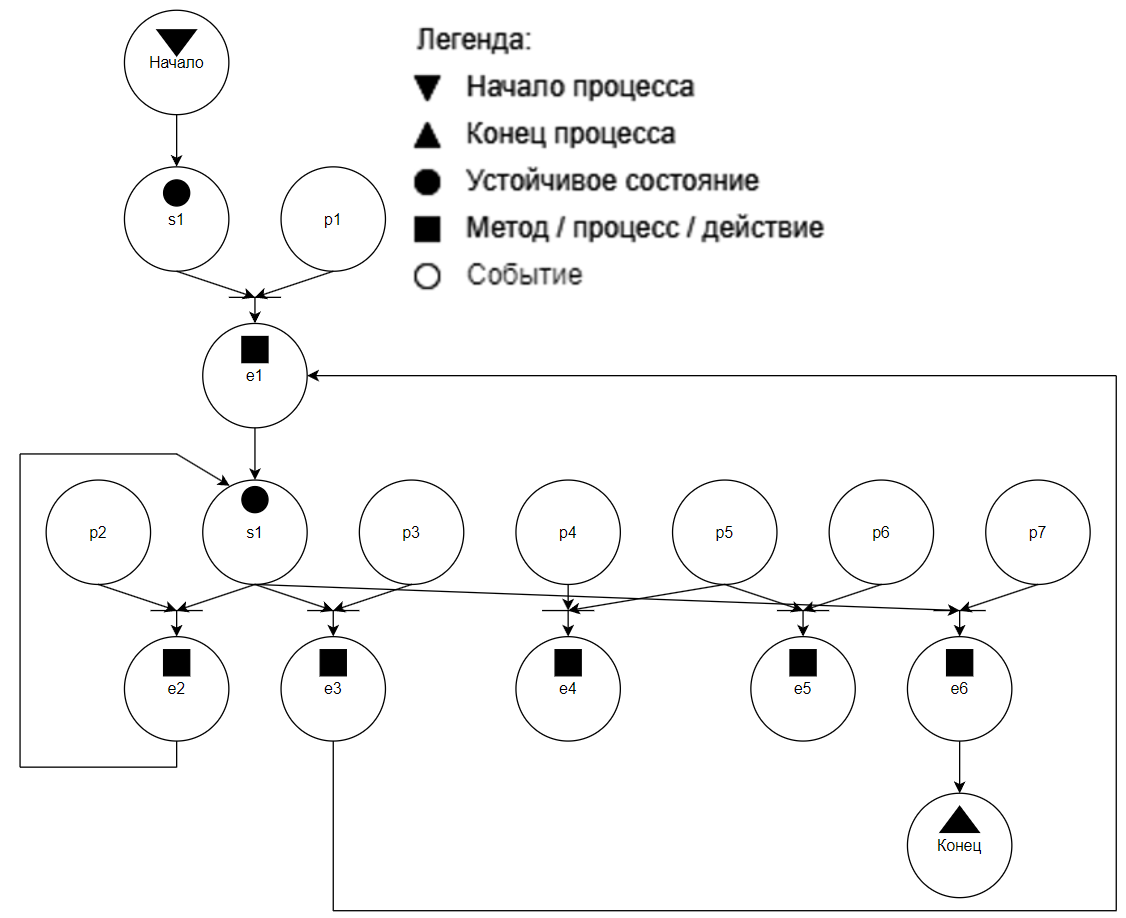 Начало
Легенда:
Начало процесса
Конец процесса
Устойчивое состояние
Метод / процесс / действие
Событие
s1
p1
e1
p2
s1
p3
p4
p5
p6
p7
e2
e3
e4
e5
e6
Конец